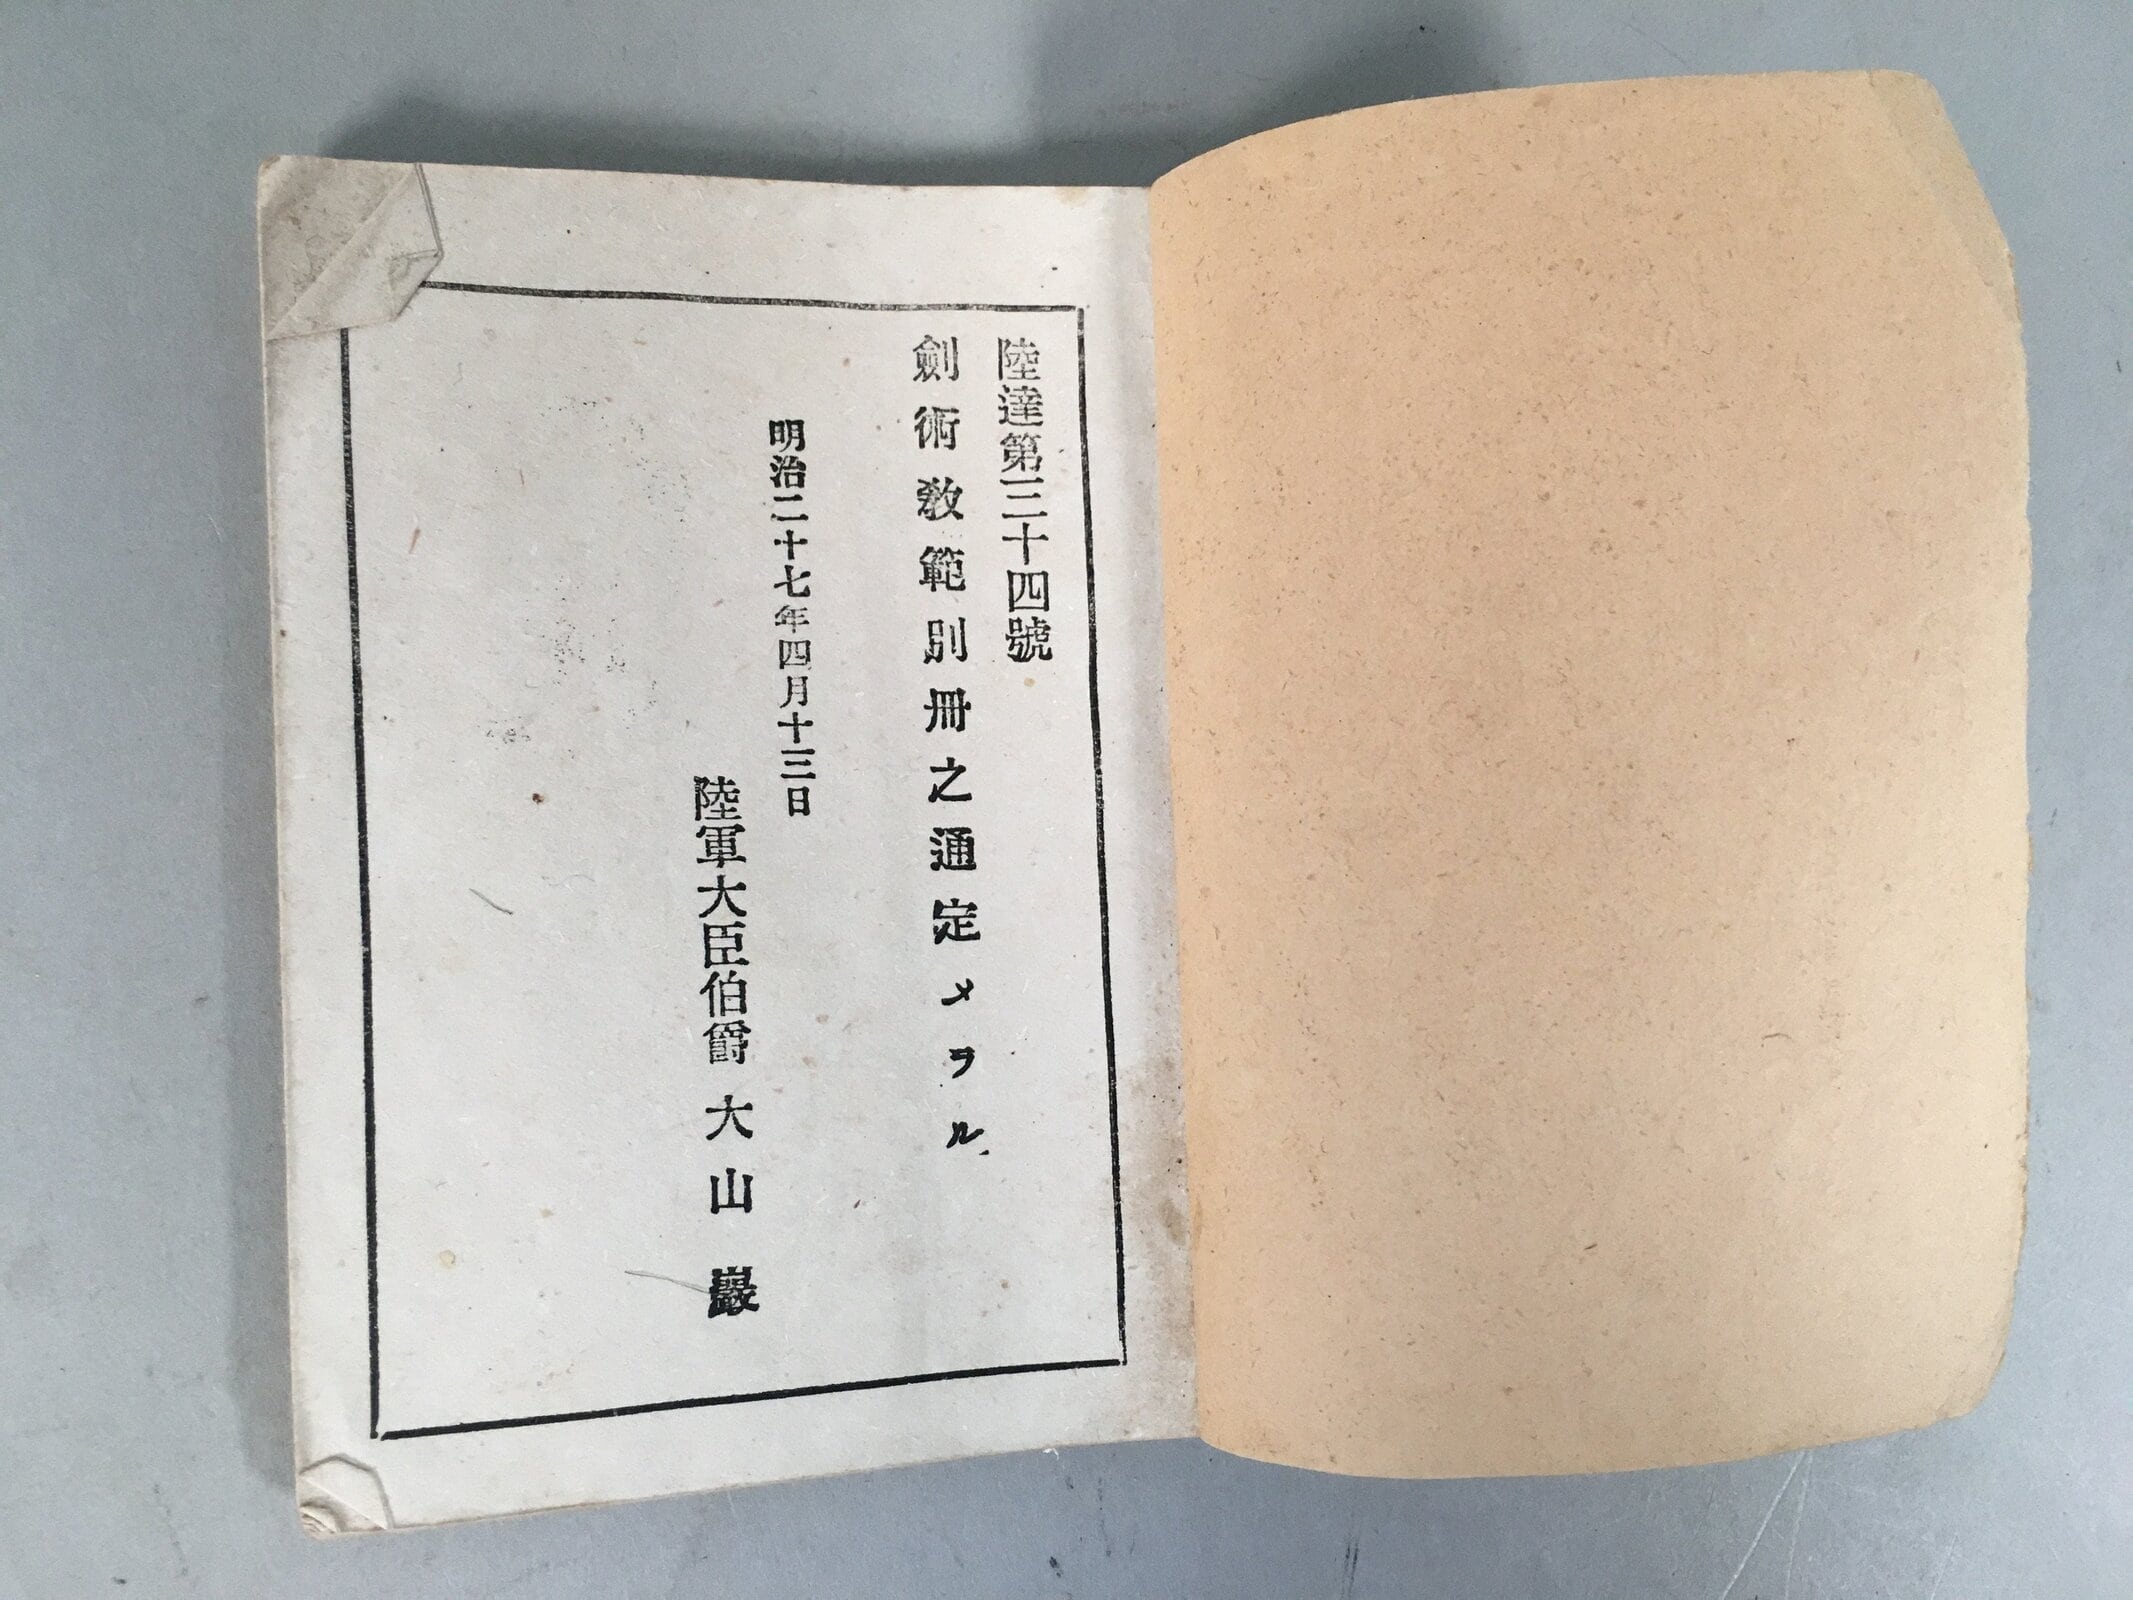 陸達第三十四號
劍術教範別冊之通定メラル
明治二十七年四月十三日
陸軍大臣伯爵大山巖